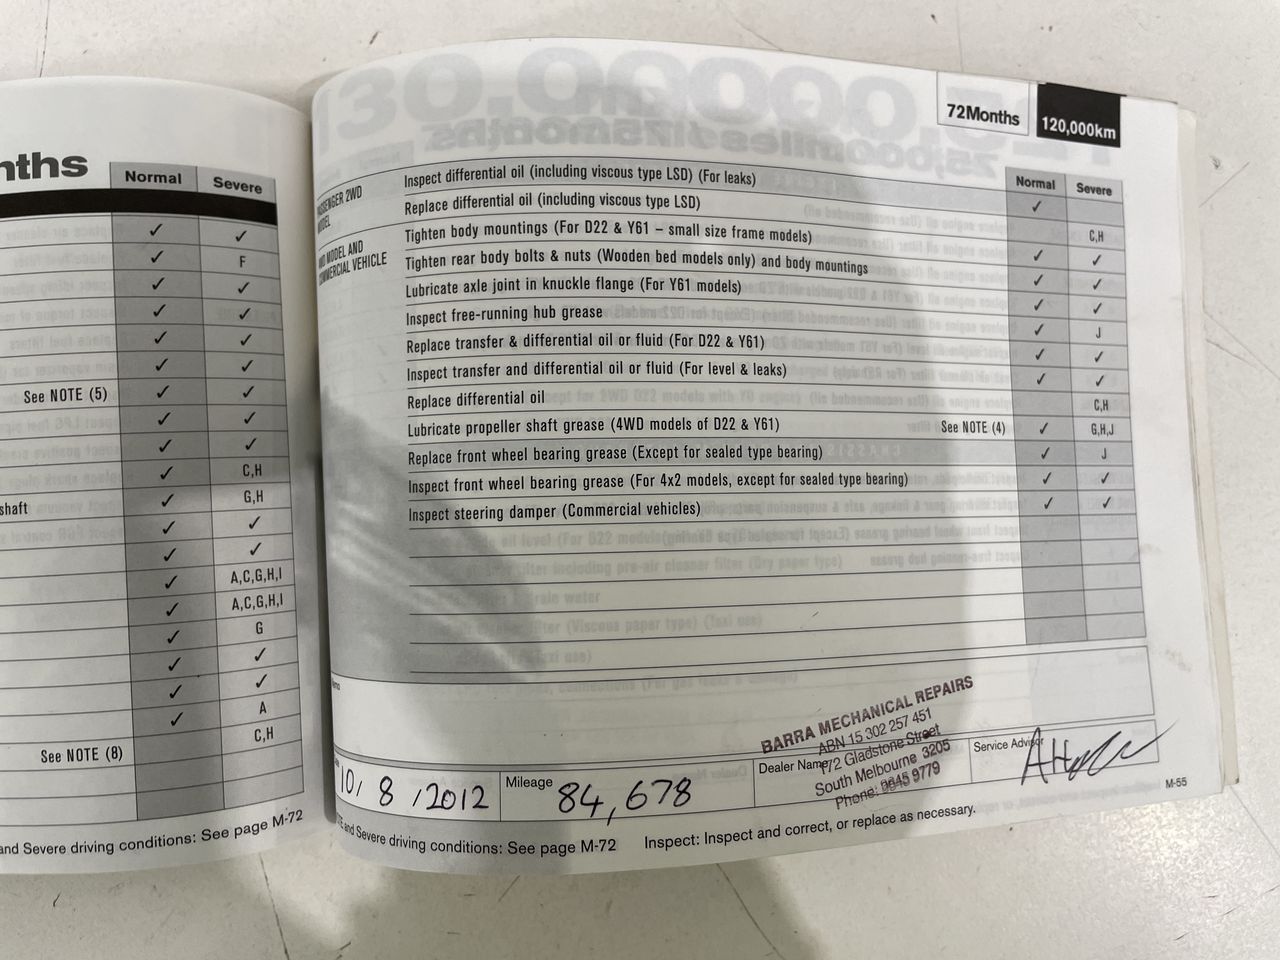 nths
Normal Severe
✓ ✓
✓ F
✓ ✓
✓ ✓
✓ ✓
✓ ✓
See NOTE (5) ✓ ✓
✓ ✓
✓ ✓
✓ C,H
shaft ✓ G,H
✓ ✓
✓ ✓
✓ A,C,G,H,I
✓ A,C,G,H,I
✓ G
✓ ✓
✓ ✓
✓ A
See NOTE (8) C,H
and Severe driving conditions: See page M-72
72Months 120,000km
Normal Severe
MODEL
COMMERCIAL VEHICLE
Inspect differential oil (including viscous type LSD) (For leaks) ✓
Replace differential oil (including viscous type LSD) C,H
Tighten body mountings (For D22 & Y61 – small size frame models) ✓ ✓
Tighten rear body bolts & nuts (Wooden bed models only) and body mountings ✓ ✓
Lubricate axle joint in knuckle flange (For Y61 models) ✓ ✓
Inspect free-running hub grease ✓ J
Replace transfer & differential oil or fluid (For D22 & Y61) ✓ ✓
Inspect transfer and differential oil or fluid (For level & leaks) ✓ ✓
Replace differential oil C,H
Lubricate propeller shaft grease (4WD models of D22 & Y61) See NOTE (4) ✓ G,H,J
Replace front wheel bearing grease (Except for sealed type bearing) ✓ J
Inspect front wheel bearing grease (For 4x2 models, except for sealed type bearing) ✓ ✓
Inspect steering damper (Commercial vehicles) ✓ ✓
10/ 8 /2012
Mileage 84,678
Dealer Name
BARRA MECHANICAL REPAIRS
ABN 15 302 257 451
172 Gladstone Street
South Melbourne 3205
Phone: 9645 9779
Service Advisor
M-55
and Severe driving conditions: See page M-72 Inspect: Inspect and correct, or replace as necessary.